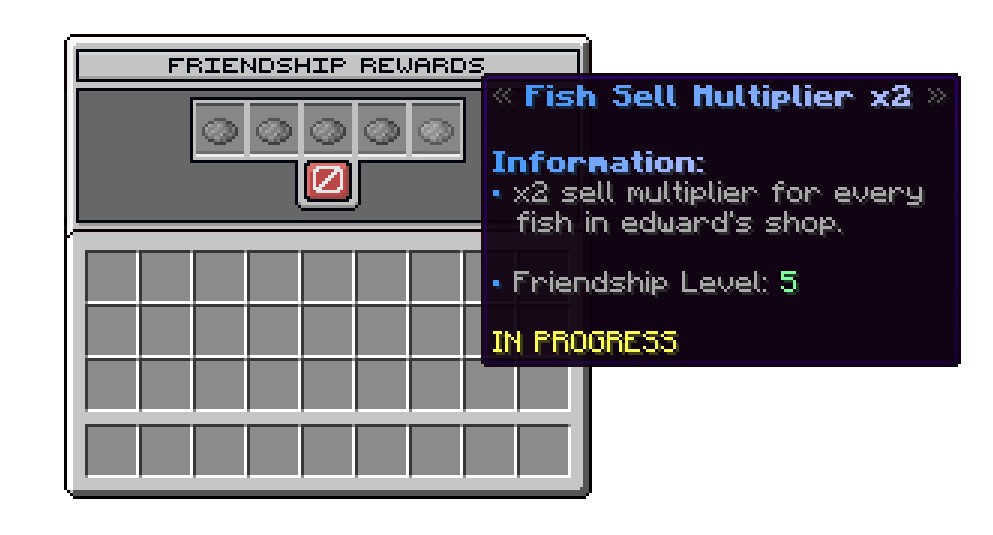 FRIENDSHIP REWARDS
« Fish Sell Multiplier x2 »
Information:
• x2 sell multiplier for every
fish in edward's shop.
• Friendship Level: 5
IN PROGRESS